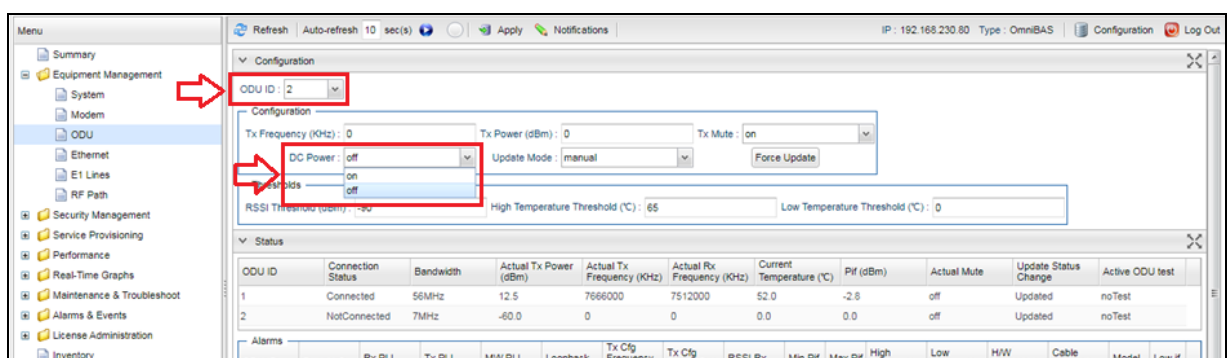 Menu
Refresh Auto-refresh 10 sec(s) Apply Notifications IP : 192.168.230.80 Type : OmniBAS Configuration Log Out
Summary
Equipment Management
System
Modem
ODU
Ethernet
E1 Lines
RF Path
Security Management
Service Provisioning
Performance
Real-Time Graphs
Maintenance & Troubleshoot
Alarms & Events
License Administration
Inventory
Configuration
ODU ID : 2
Configuration
Tx Frequency (KHz) : 0 Tx Power (dBm) : 0 Tx Mute : on
DC Power : off Update Mode : manual Force Update
on
off
RSSI Threshold (dBm) : -90 High Temperature Threshold (℃) : 65 Low Temperature Threshold (℃) : 0
Status
ODU ID Connection Status Bandwidth Actual Tx Power (dBm) Actual Tx Frequency (KHz) Actual Rx Frequency (KHz) Current Temperature (℃) Pif (dBm) Actual Mute Update Status Change Active ODU test
1 Connected 56MHz 12.5 7666000 7512000 52.0 -2.8 off Updated noTest
2 NotConnected 7MHz -60.0 0 0 0.0 0.0 off Updated noTest
Alarms
Tx Cfg Frequency Tx Cfg High Low H/W Cable